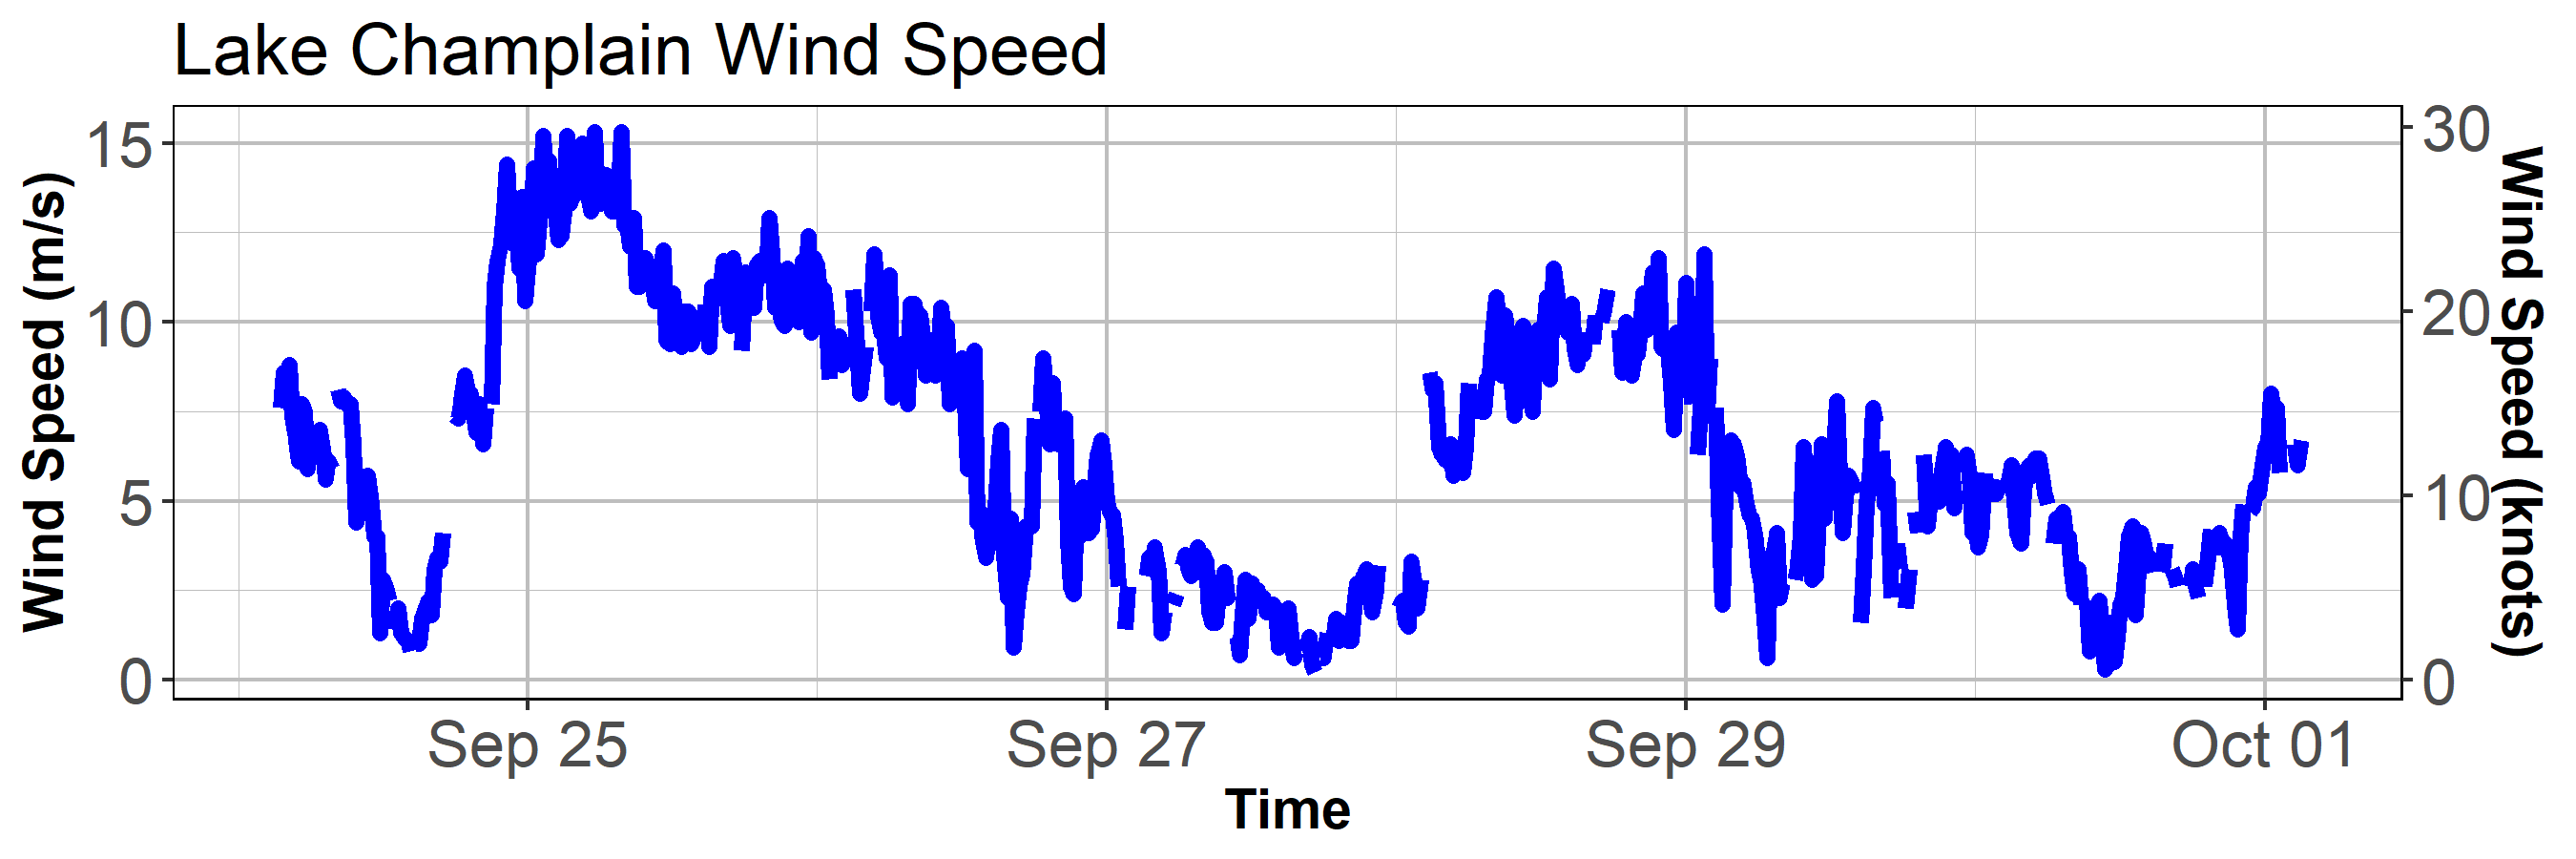 Lake Champlain Wind Speed
Wind Speed (m/s)
15
10
5
0
30
20
10
0
Wind Speed (knots)
Sep 25
Sep 27
Sep 29
Oct 01
Time